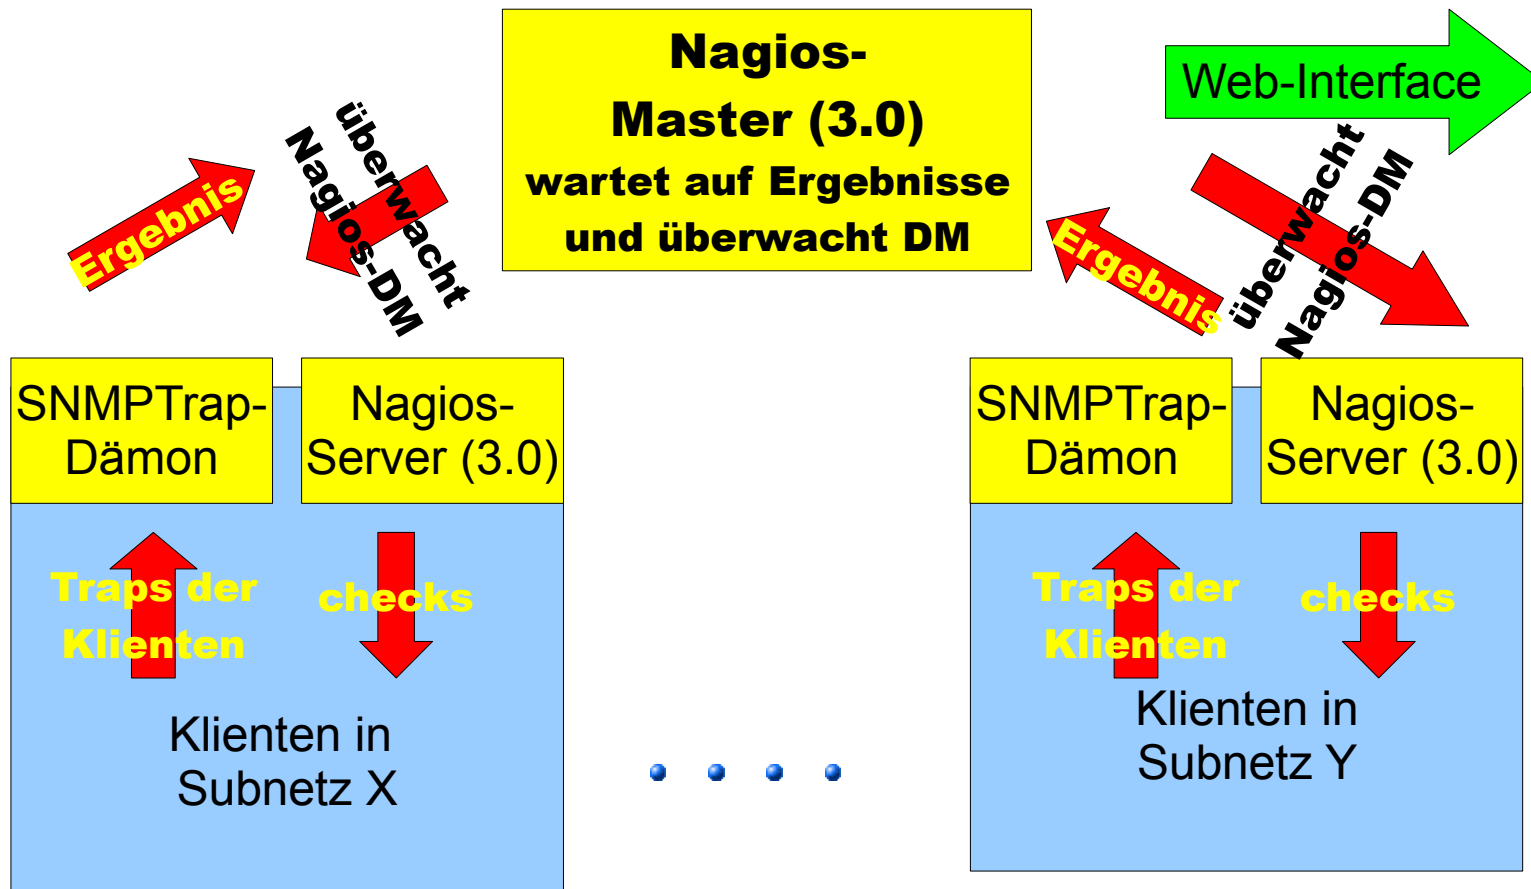 Nagios-
Master (3.0)
wartet auf Ergebnisse
und überwacht DM
Web-Interface
Ergebnis
überwacht
Nagios-DM
Ergebnis
überwacht
Nagios-DM
SNMPTrap-
Dämon
Nagios-
Server (3.0)
Traps der
Klienten
checks
Klienten in
Subnetz X
SNMPTrap-
Dämon
Nagios-
Server (3.0)
Traps der
Klienten
checks
Klienten in
Subnetz Y